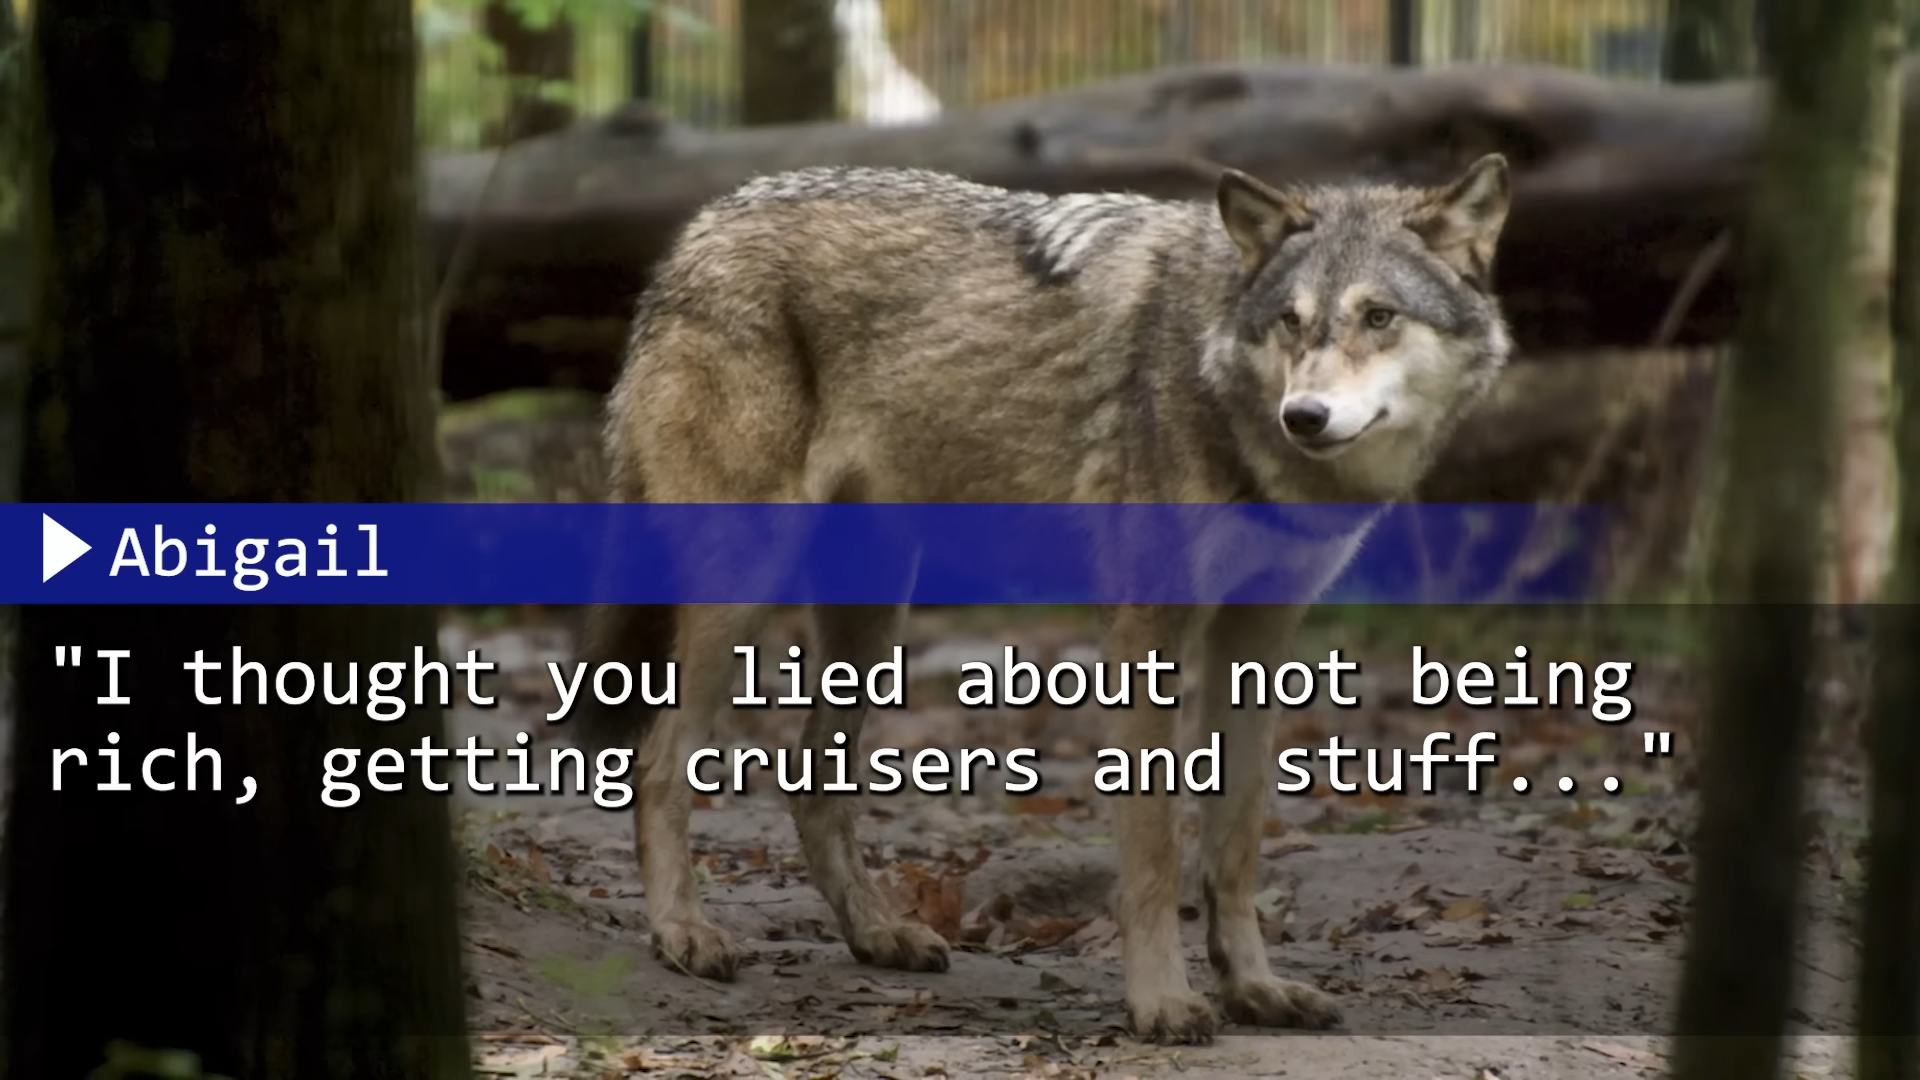 Abigail
"I thought you lied about not being
rich, getting cruisers and stuff..."